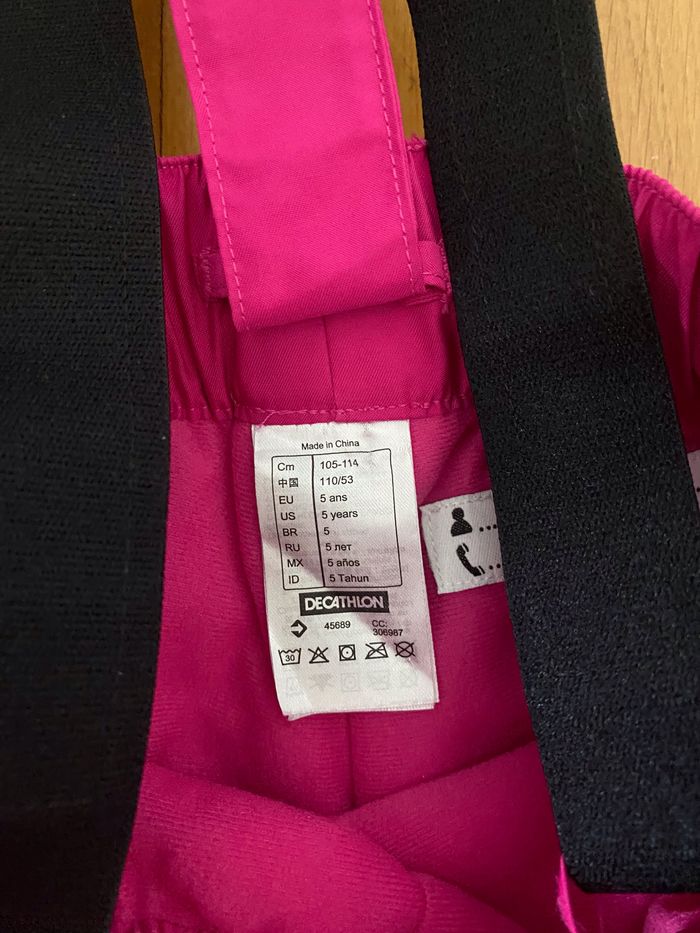 Made in China
Cm 105-114
中国 110/53
EU 5 ans
US 5 years
BR 5
RU 5 лет
MX 5 años
ID 5 Tahun
DECATHLON
45689 CC: 306987
30